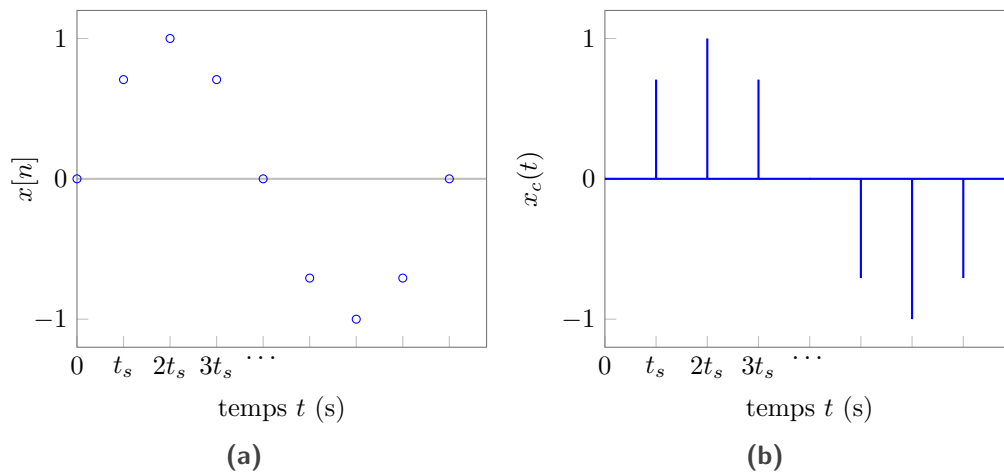 1
0
−1
x[n]
0 t_s 2t_s 3t_s ...
temps t (s)
(a)
1
0
−1
x_c(t)
0 t_s 2t_s 3t_s ...
temps t (s)
(b)